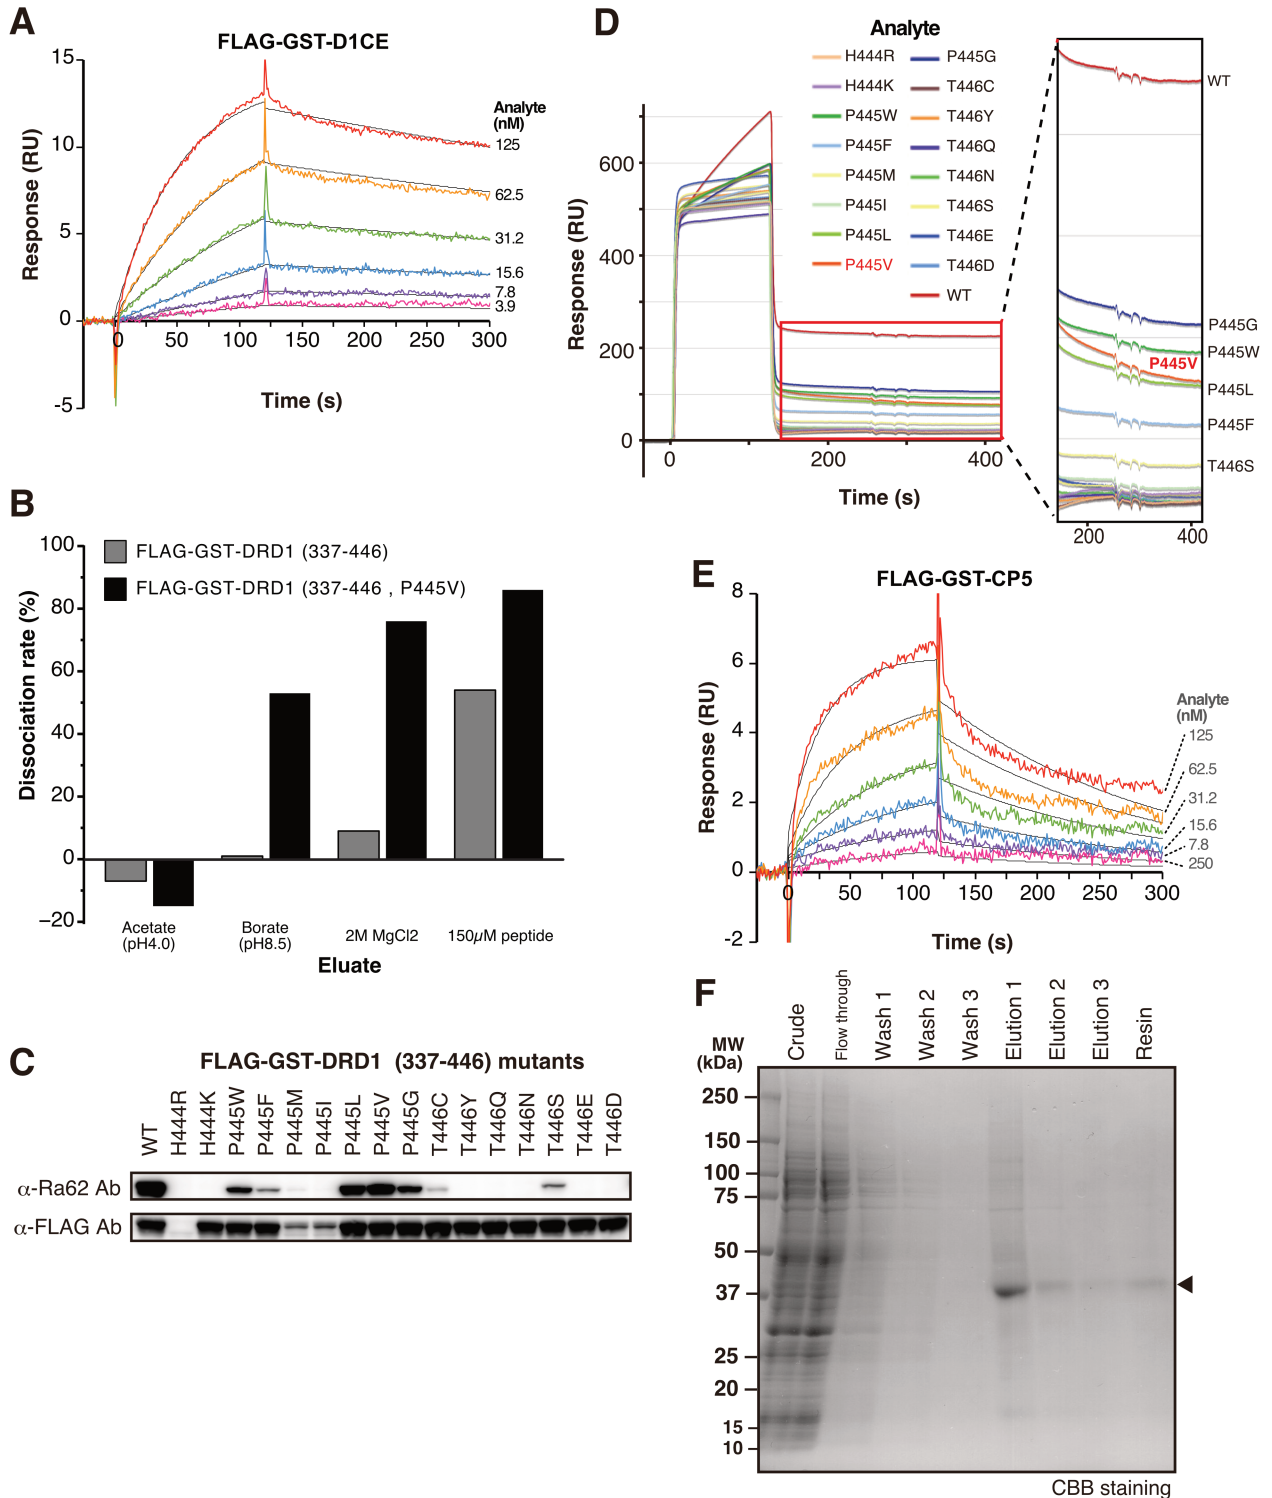 A
FLAG-GST-D1CE
Response (RU)
15
10
5
0
-5
0
50
100
150
200
250
300
Time (s)
Analyte
(nM)
125
62.5
31.2
15.6
7.8
3.9
B
Dissociation rate (%)
100
80
60
40
20
0
−20
FLAG-GST-DRD1 (337-446)
FLAG-GST-DRD1 (337-446 , P445V)
Acetate
(pH4.0)
Borate
(pH8.5)
2M MgCl2
150µM peptide
Eluate
C
FLAG-GST-DRD1 (337-446) mutants
WT
H444R
H444K
P445W
P445F
P445M
P445I
P445L
P445V
P445G
T446C
T446Y
T446Q
T446N
T446S
T446E
T446D
α-Ra62 Ab
α-FLAG Ab
D
Analyte
H444R
H444K
P445W
P445F
P445M
P445I
P445L
P445V
P445G
T446C
T446Y
T446Q
T446N
T446S
T446E
T446D
WT
Response (RU)
600
400
200
0
0
200
400
Time (s)
WT
P445G
P445W
P445V
P445L
P445F
T446S
200
400
E
FLAG-GST-CP5
Response (RU)
8
6
4
2
0
-2
0
50
100
150
200
250
300
Time (s)
Analyte
(nM)
125
62.5
31.2
15.6
7.8
250
F
MW
(kDa)
Crude
Flow through
Wash 1
Wash 2
Wash 3
Elution 1
Elution 2
Elution 3
Resin
250
150
100
75
50
37
25
20
15
10
CBB staining